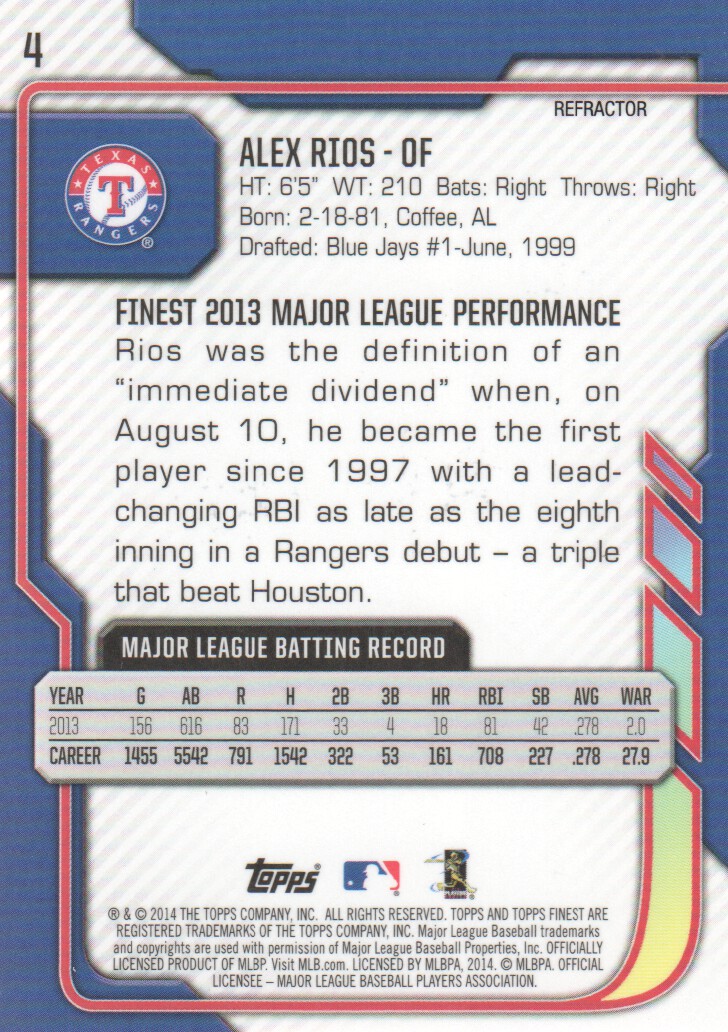 4
REFRACTOR
TEXAS
T
RANGERS
®
ALEX RIOS - OF
HT: 6'5" WT: 210 Bats: Right Throws: Right
Born: 2-18-81, Coffee, AL
Drafted: Blue Jays #1-June, 1999
FINEST 2013 MAJOR LEAGUE PERFORMANCE
Rios was the definition of an
“immediate dividend” when, on
August 10, he became the first
player since 1997 with a lead-
changing RBI as late as the eighth
inning in a Rangers debut – a triple
that beat Houston.
MAJOR LEAGUE BATTING RECORD
YEAR G AB R H 2B 3B HR RBI SB AVG WAR
2013 156 616 83 171 33 4 18 81 42 .278 2.0
CAREER 1455 5542 791 1542 322 53 161 708 227 .278 27.9
Topps®
®
® & © 2014 THE TOPPS COMPANY, INC. ALL RIGHTS RESERVED. TOPPS AND TOPPS FINEST ARE
REGISTERED TRADEMARKS OF THE TOPPS COMPANY, INC. Major League Baseball trademarks
and copyrights are used with permission of Major League Baseball Properties, Inc. OFFICIALLY
LICENSED PRODUCT OF MLBP. Visit MLB.com. LICENSED BY MLBPA, 2014. © MLBPA. OFFICIAL
LICENSEE – MAJOR LEAGUE BASEBALL PLAYERS ASSOCIATION.